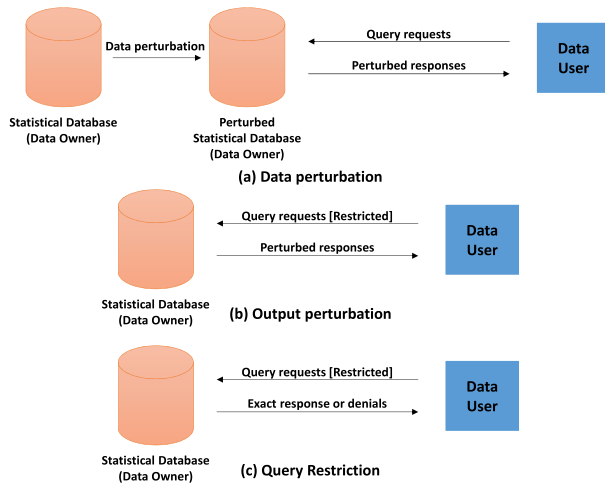 Data perturbation
Query requests
Perturbed responses
Data
User
Statistical Database
(Data Owner)
Perturbed
Statistical Database
(Data Owner)
(a) Data perturbation
Query requests [Restricted]
Perturbed responses
Data
User
Statistical Database
(Data Owner)
(b) Output perturbation
Query requests [Restricted]
Exact response or denials
Data
User
Statistical Database
(Data Owner)
(c) Query Restriction